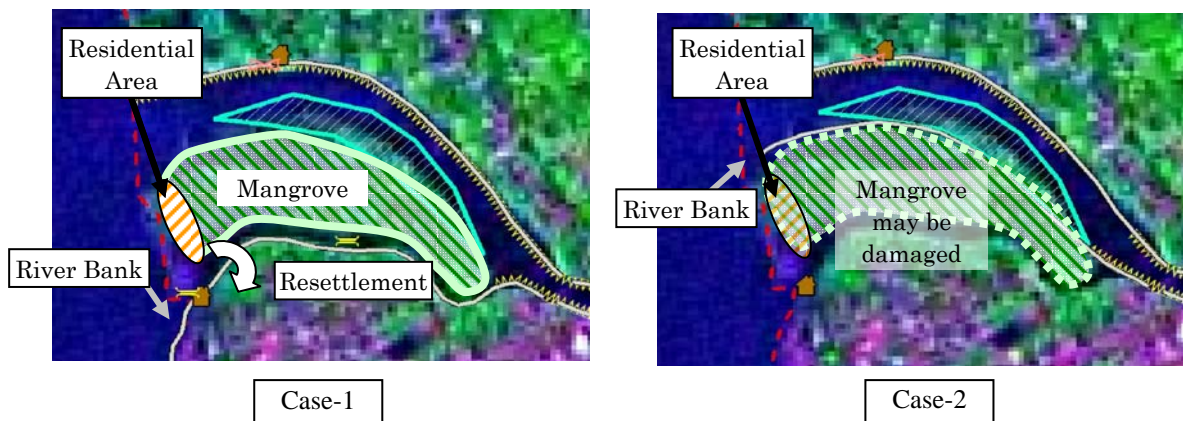 Residential
Area
Mangrove
River Bank
Resettlement
Case-1
Residential
Area
River Bank
Mangrove
may be
damaged
Case-2